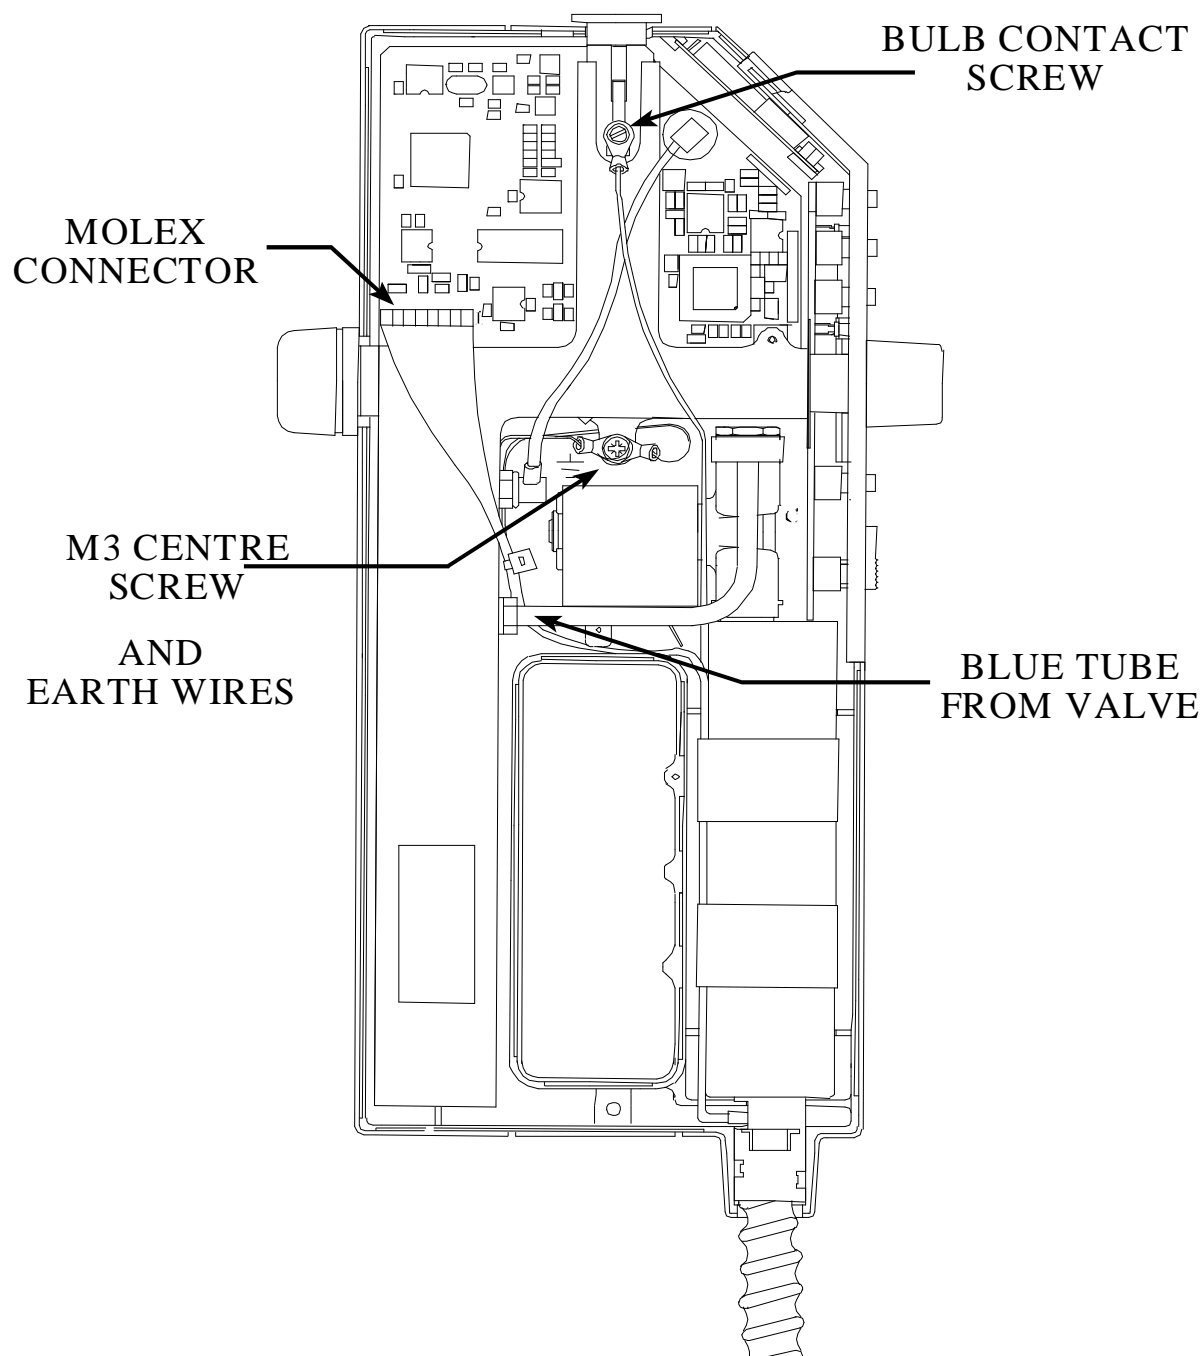 BULB CONTACT
SCREW
MOLEX
CONNECTOR
M3 CENTRE
SCREW
AND
EARTH WIRES
BLUE TUBE
FROM VALVE